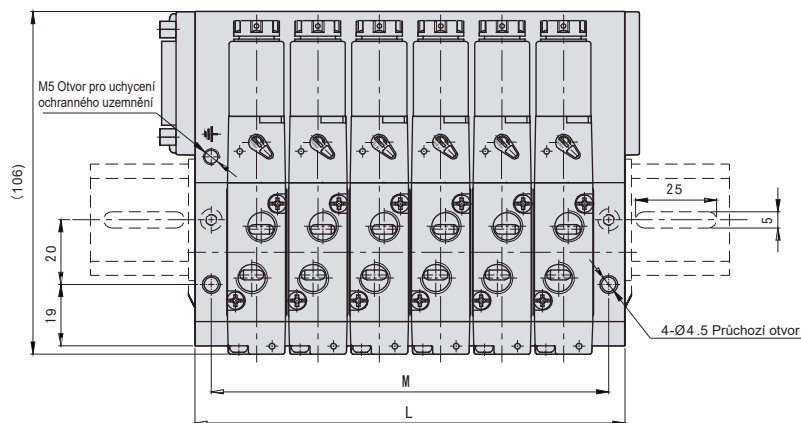 M5 Otvor pro uchycení
ochranného uzemnění
(106)
25
5
20
19
4-Ø4.5 Průchozí otvor
M
L